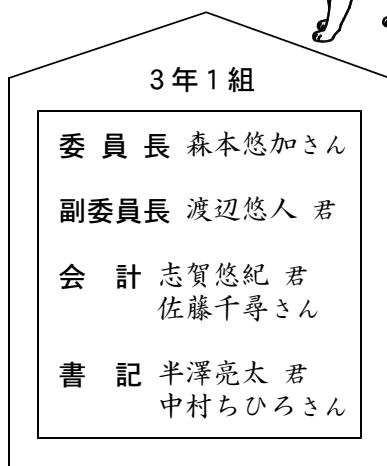 3年1組
委員長 森本悠加さん
副委員長 渡辺悠人 君
会計 志賀悠紀 君
佐藤千尋さん
書記 半澤亮太 君
中村ちひろさん